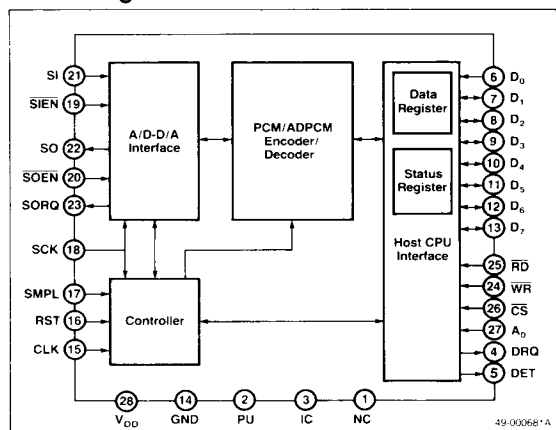 SI 21
SIEN 19
SO 22
SOEN 20
SORQ 23
SCK 18
SMPL 17
RST 16
CLK 15
A/D-D/A
Interface
Controller
PCM/ADPCM
Encoder/
Decoder
Data
Register
Status
Register
Host CPU
Interface
6 D0
7 D1
8 D2
9 D3
10 D4
11 D5
12 D6
13 D7
25 RD
24 WR
26 CS
27 A0
4 DRQ
5 DET
28 14 2 3 1
VDD GND PU IC NC
49-000681A